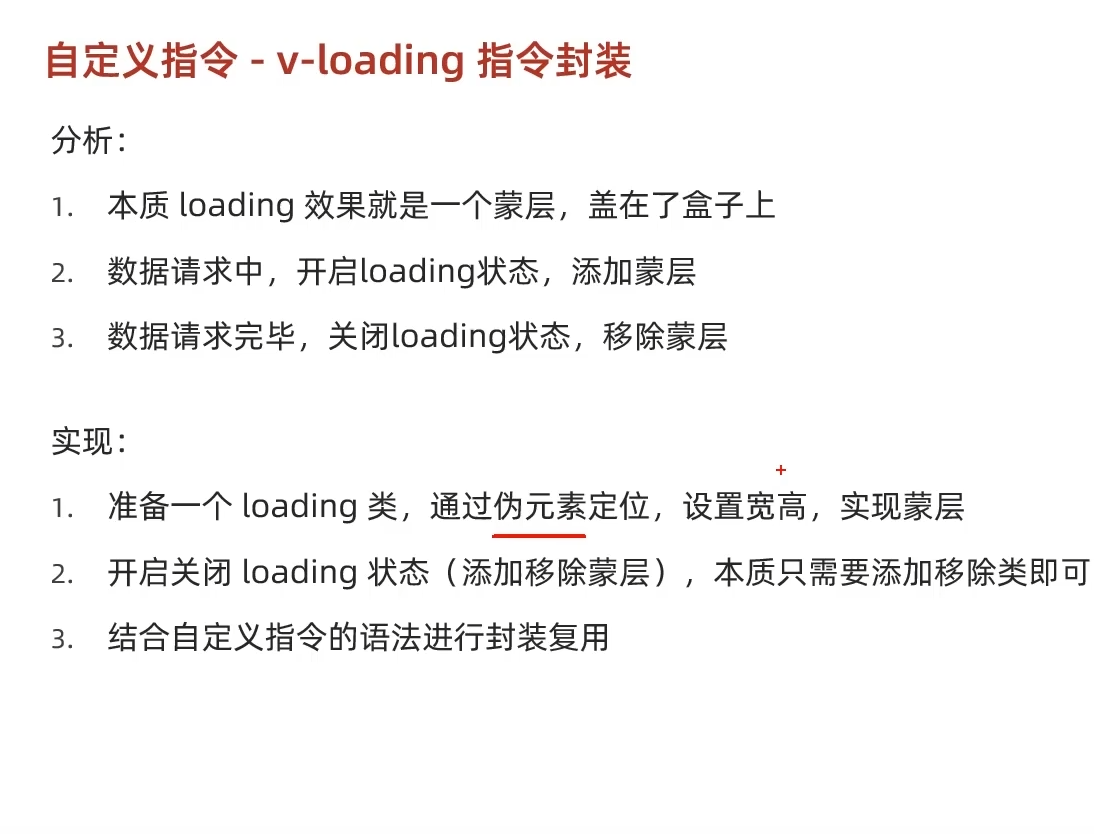 自定义指令 - v-loading 指令封装
分析：
1. 本质 loading 效果就是一个蒙层，盖在了盒子上
2. 数据请求中，开启loading状态，添加蒙层
3. 数据请求完毕，关闭loading状态，移除蒙层
实现：
1. 准备一个 loading 类，通过伪元素定位，设置宽高，实现蒙层
2. 开启关闭 loading 状态（添加移除蒙层），本质只需要添加移除类即可
3. 结合自定义指令的语法进行封装复用